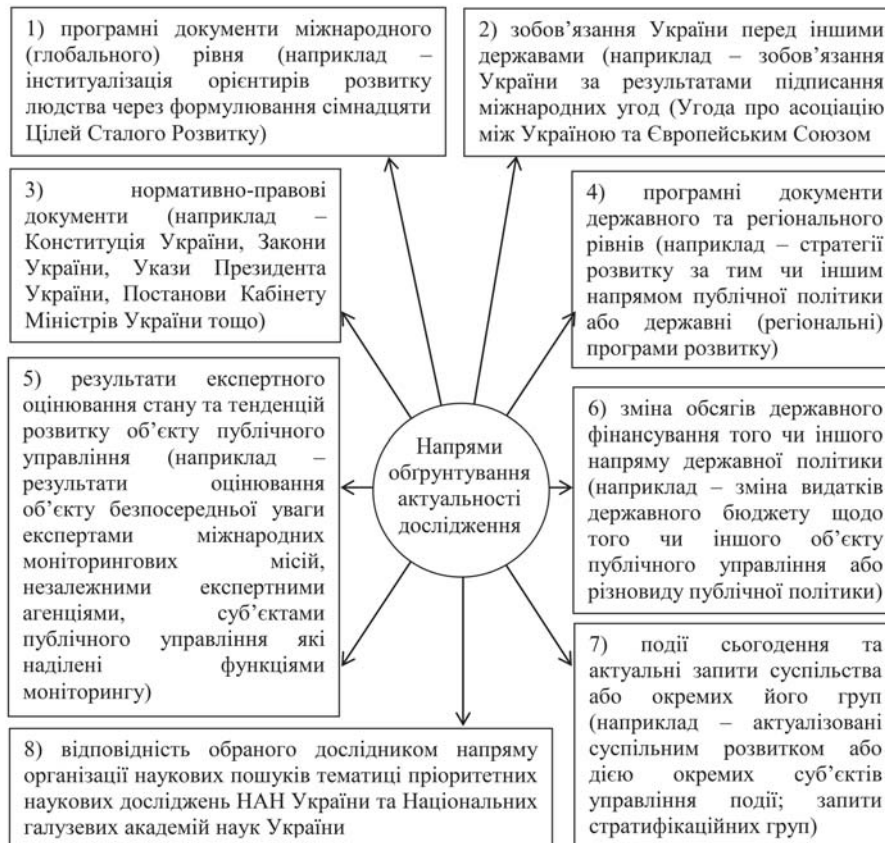 1) програмні документи міжнародного
(глобального) рівня (наприклад –
інституалізація орієнтирів розвитку
людства через формулювання сімнадцяти
Цілей Сталого Розвитку)
2) зобов’язання України перед іншими
державами (наприклад – зобов’язання
України за результатами підписання
міжнародних угод (Угода про асоціацію
між Україною та Європейським Союзом
3) нормативно-правові
документи (наприклад –
Конституція України, Закони
України, Укази Президента
України, Постанови Кабінету
Міністрів України тощо)
4) програмні документи
державного та регіонального
рівнів (наприклад – стратегії
розвитку за тим чи іншим
напрямом публічної політики
або державні (регіональні)
програми розвитку)
5) результати експертного
оцінювання стану та тенденцій
розвитку об’єкту публічного
управління (наприклад –
результати оцінювання
об’єкту безпосередньої уваги
експертами міжнародних
моніторингових місій,
незалежними експертними
агенціями, суб’єктами
публічного управління які
наділені функціями
моніторингу)
Напрями
обґрунтування
актуальності
дослідження
6) зміна обсягів державного
фінансування того чи іншого
напряму державної політики
(наприклад – зміна видатків
державного бюджету щодо
того чи іншого об’єкту
публічного управління або
різновиду публічної політики)
7) події сьогодення та
актуальні запити суспільства
або окремих його груп
(наприклад – актуалізовані
суспільним розвитком або
дією окремих суб’єктів
управління події; запити
стратифікаційних груп)
8) відповідність обраного дослідником напряму
організації наукових пошуків тематиці пріоритетних
наукових досліджень НАН України та Національних
галузевих академій наук України